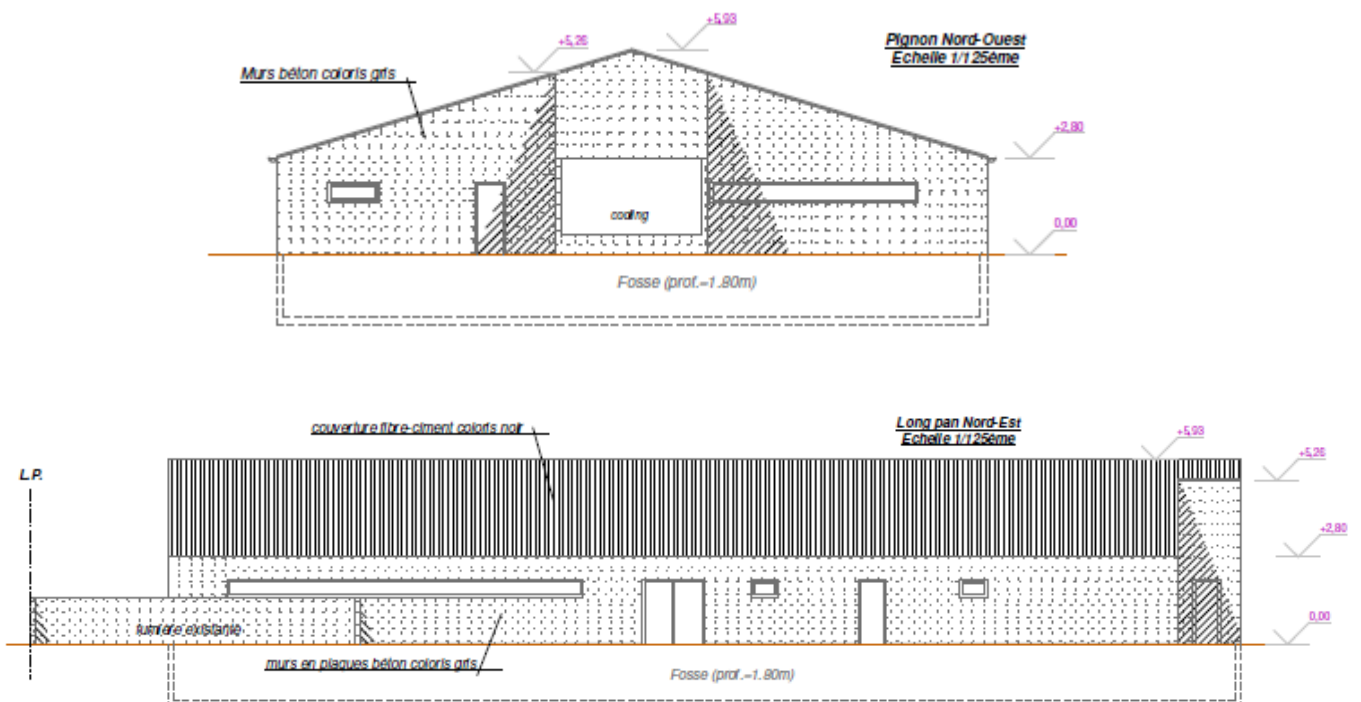 +5,93
+5,26
Pignon Nord-Ouest
Echelle 1/125ème
Murs béton coloris gris
+2,80
cooling
0,00
Fosse (prof.=1.80m)
couverture fibre-ciment coloris noir
Long pan Nord-Est
Echelle 1/125ème
+5,93
+5,26
L.P.
+2,80
fumière existante
0,00
murs en plaques béton coloris gris
Fosse (prof.=1.80m)